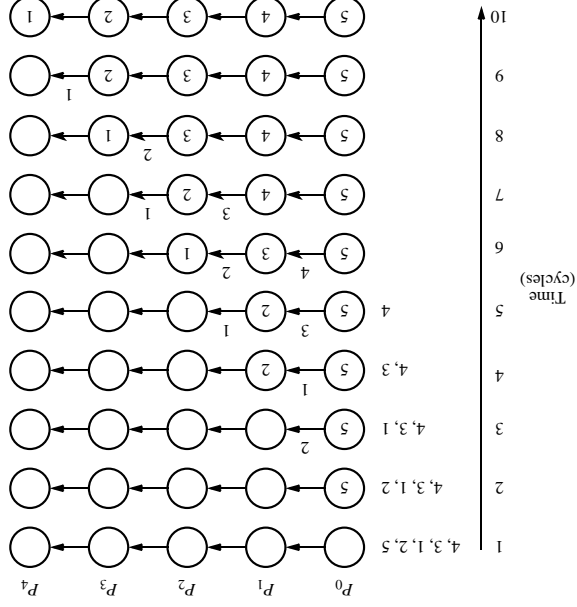 P0 P1 P2 P3 P4
1 4, 3, 1, 2, 5
2 4, 3, 1, 2 5
2
3 4, 3, 1 5
1
4 4, 3 5 2
3 1
5 4 5 2
Time
(cycles)
4 2
6 5 3 1
3 1
7 5 4 2
2
8 5 4 3 1
1
9 5 4 3 2
10 5 4 3 2 1